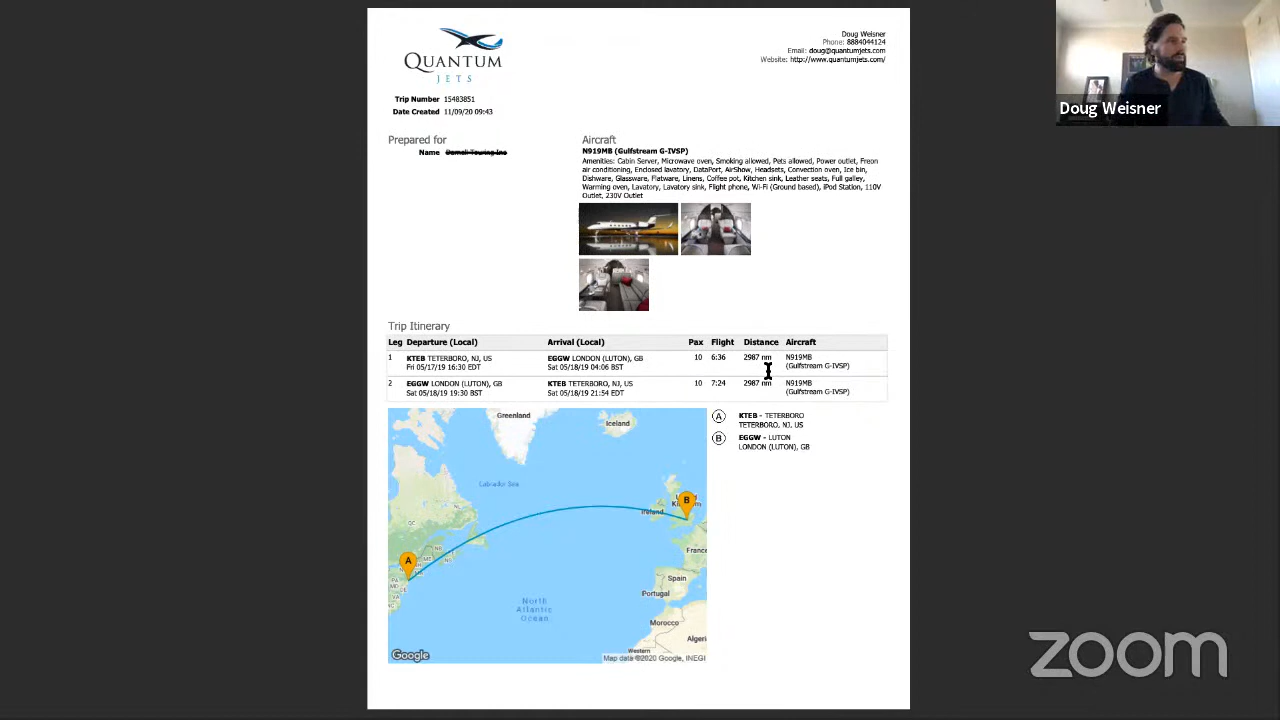 QUANTUM
JETS
Doug Weisner
Phone: 8884044124
Email: doug@quantumjets.com
Website: http://www.quantumjets.com/
Trip Number 15483851
Date Created 11/09/20 09:43
Prepared for
Name
Aircraft
N919MB (Gulfstream G-IVSP)
Amenities: Cabin Server, Microwave oven, Smoking allowed, Pets allowed, Power outlet, Freon
air conditioning, Enclosed lavatory, DataPort, AirShow, Headsets, Convection oven, Ice bin,
Dishware, Glassware, Flatware, Linens, Coffee pot, Kitchen sink, Leather seats, Full galley,
Warming oven, Lavatory, Lavatory sink, Flight phone, Wi-Fi (Ground based), iPod Station, 110V
Outlet, 230V Outlet
Trip Itinerary
Leg Departure (Local) Arrival (Local) Pax Flight Distance Aircraft
1 KTEB TETERBORO, NJ, US EGGW LONDON (LUTON), GB 10 6:36 2987 nm N919MB
Fri 05/17/19 16:30 EDT Sat 05/18/19 04:06 BST (Gulfstream G-IVSP)
2 EGGW LONDON (LUTON), GB KTEB TETERBORO, NJ, US 10 7:24 2987 nm N919MB
Sat 05/18/19 19:30 BST Sat 05/18/19 21:54 EDT (Gulfstream G-IVSP)
A KTEB - TETERBORO
TETERBORO, NJ, US
B EGGW - LUTON
LONDON (LUTON), GB
Greenland
Iceland
Labrador Sea
B
Ireland
QC
NL
A
France
Spain
Portugal
North
Atlantic
Ocean
Morocco
Western
Google
Map data ©2020 Google, INEGI
Doug Weisner
zoom